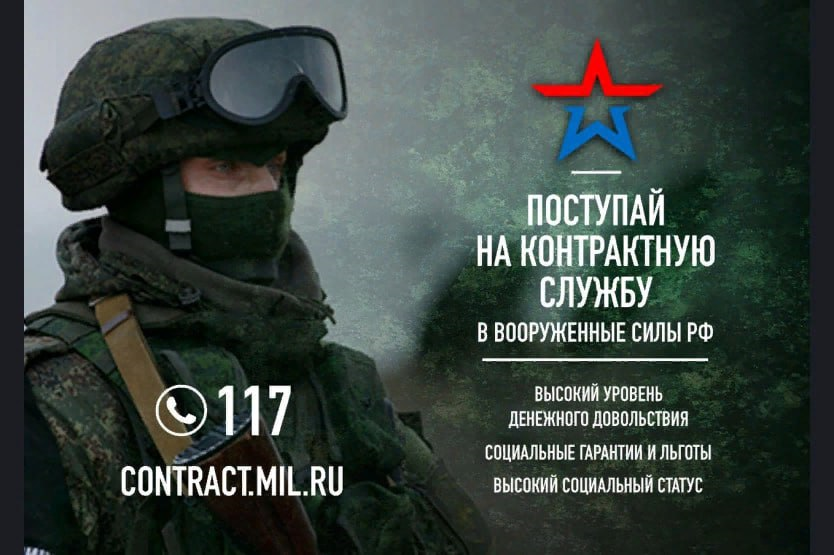 ПОСТУПАЙ
НА КОНТРАКТНУЮ
СЛУЖБУ
В ВООРУЖЕННЫЕ СИЛЫ РФ
ВЫСОКИЙ УРОВЕНЬ
ДЕНЕЖНОГО ДОВОЛЬСТВИЯ
СОЦИАЛЬНЫЕ ГАРАНТИИ И ЛЬГОТЫ
ВЫСОКИЙ СОЦИАЛЬНЫЙ СТАТУС
117
CONTRACT.MIL.RU